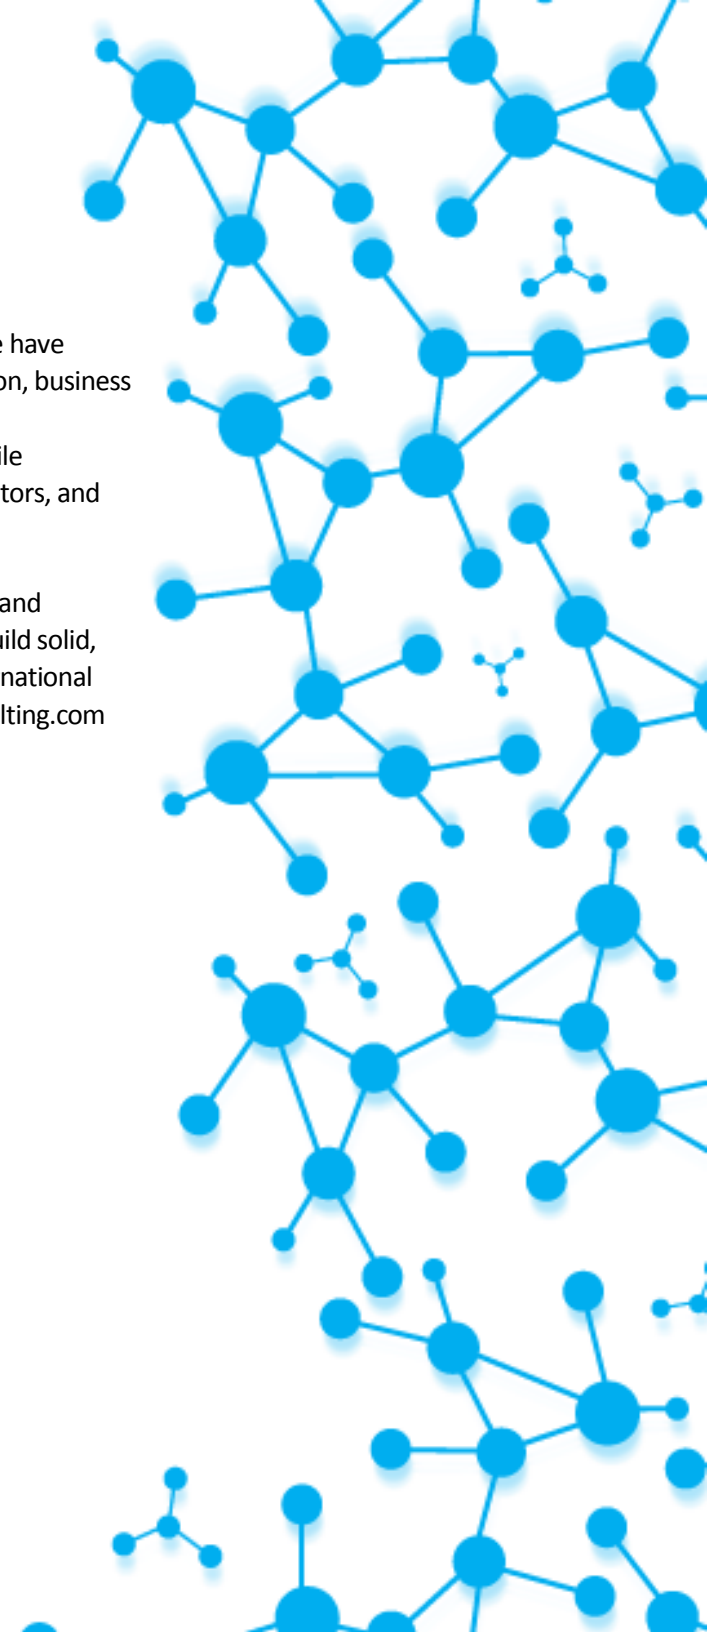 e have
on, business
ile
tors, and
and
uild solid,
national
lting.com